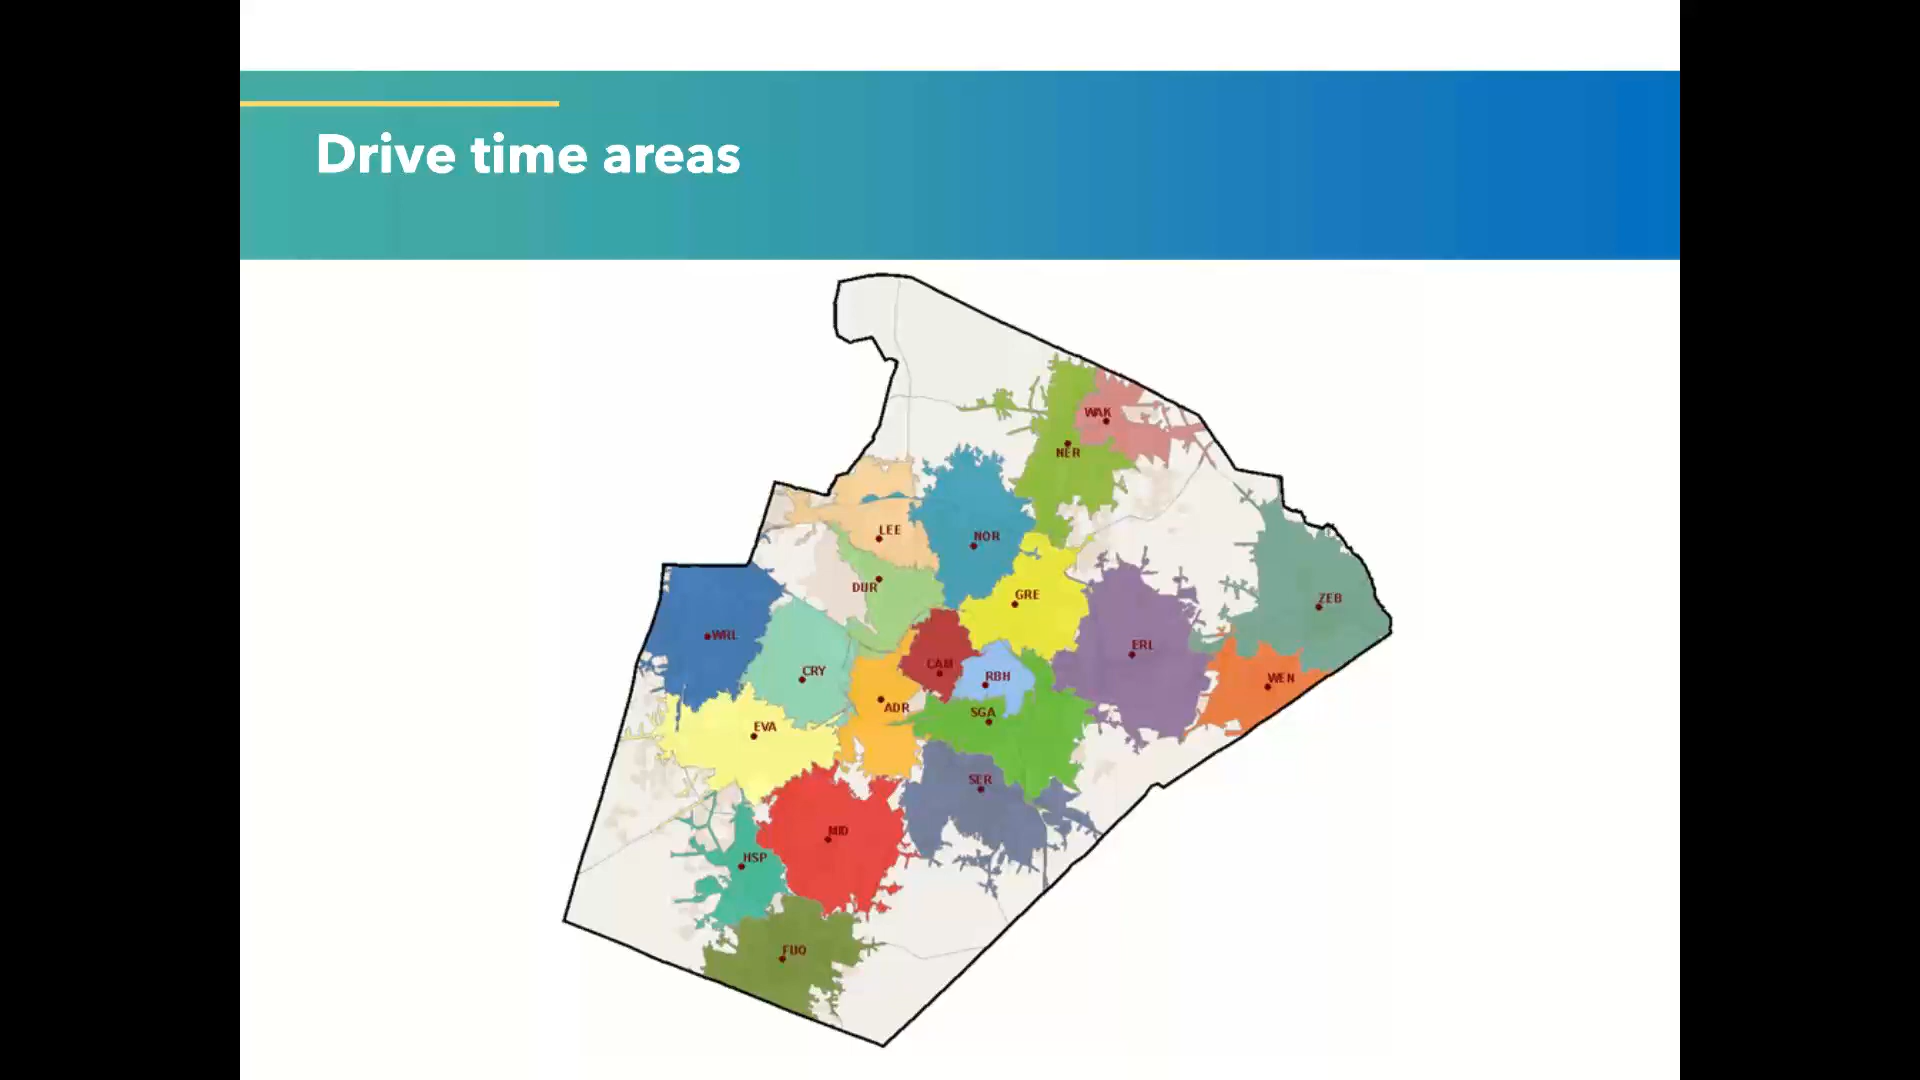 Drive time areas
WAK
NER
LEE
NOR
DUR
GRE
ZEB
WRL
ERL
CAM
CRY
RBH
WEN
ADR
SGA
EVA
SER
MID
HSP
FUQ